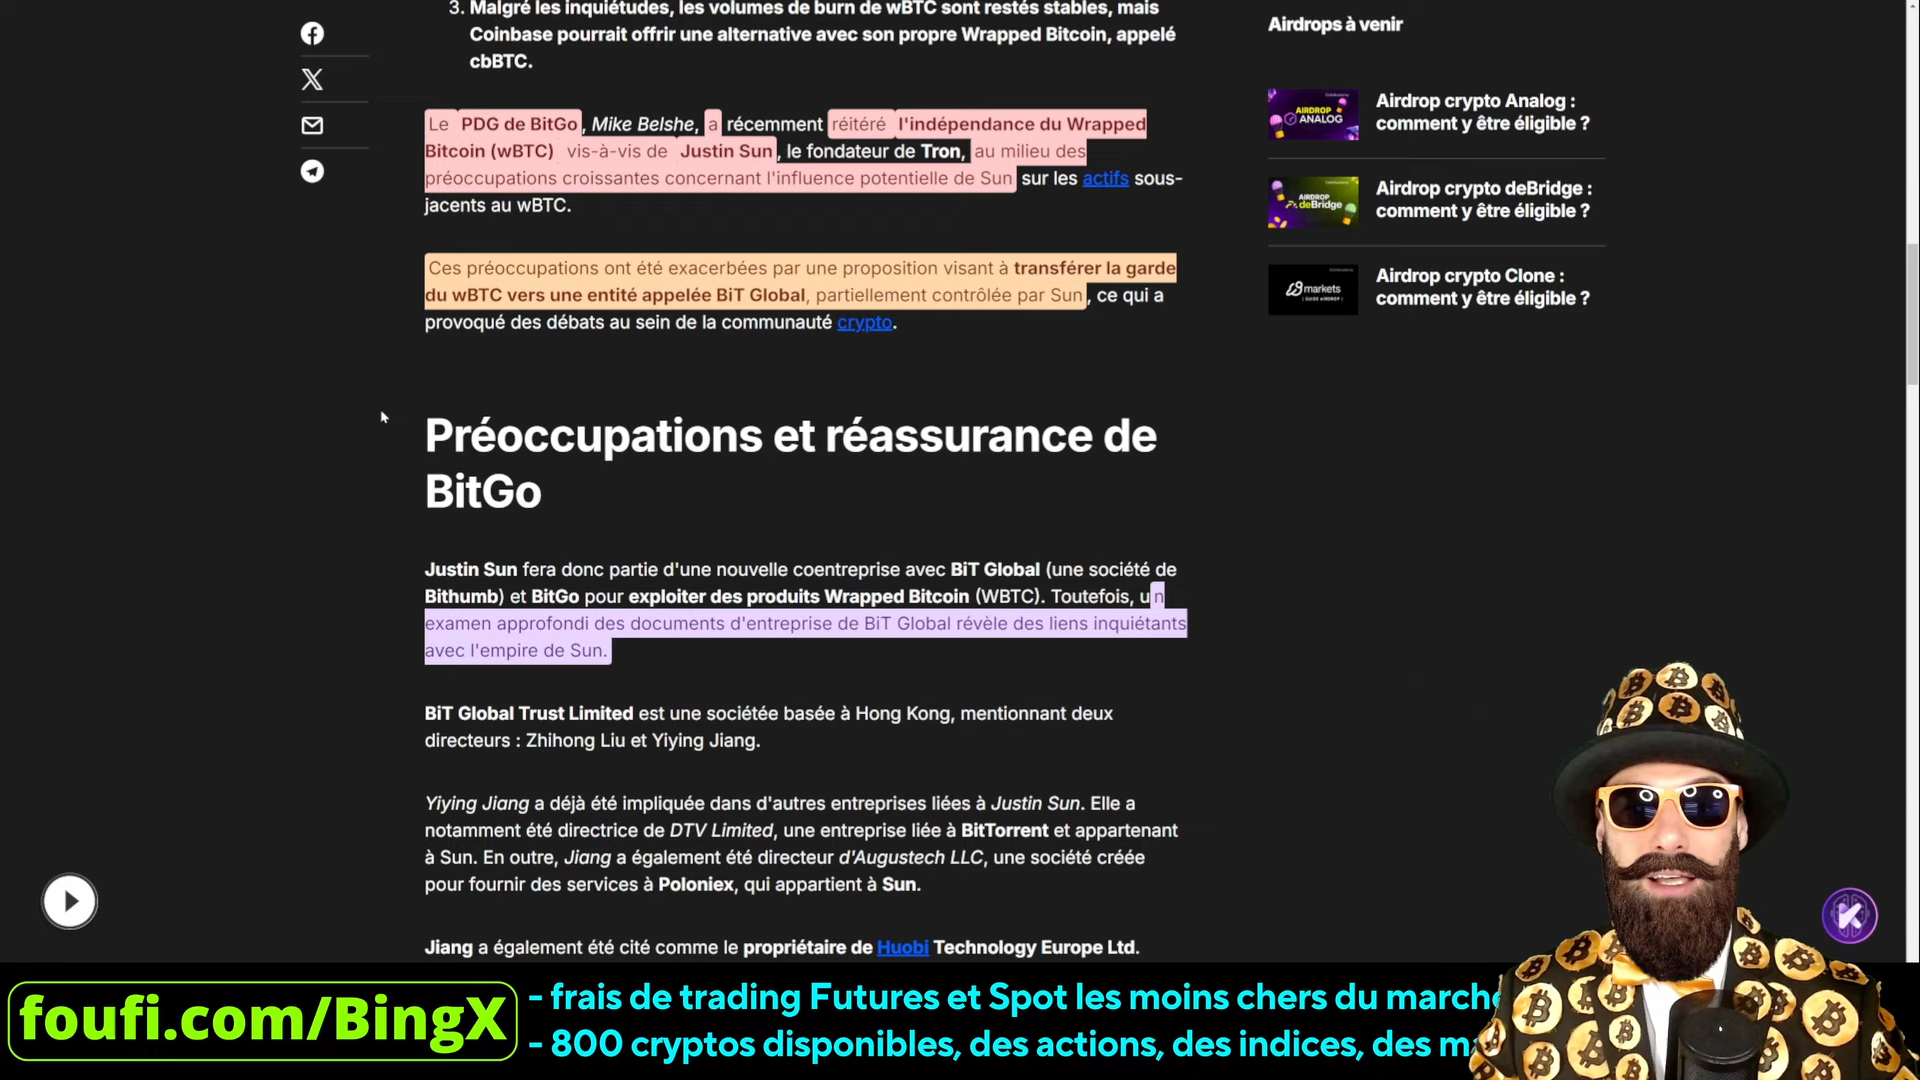 3. Malgré les inquiétudes, les volumes de burn de wBTC sont restés stables, mais
Coinbase pourrait offrir une alternative avec son propre Wrapped Bitcoin, appelé
cbBTC.
Le PDG de BitGo, Mike Belshe, a récemment réitéré l'indépendance du Wrapped
Bitcoin (wBTC) vis-à-vis de Justin Sun, le fondateur de Tron, au milieu des
préoccupations croissantes concernant l'influence potentielle de Sun sur les actifs sous-
jacents au wBTC.
Ces préoccupations ont été exacerbées par une proposition visant à transférer la garde
du wBTC vers une entité appelée BiT Global, partiellement contrôlée par Sun, ce qui a
provoqué des débats au sein de la communauté crypto.
Préoccupations et réassurance de
BitGo
Justin Sun fera donc partie d'une nouvelle coentreprise avec BiT Global (une société de
Bithumb) et BitGo pour exploiter des produits Wrapped Bitcoin (WBTC). Toutefois, un
examen approfondi des documents d'entreprise de BiT Global révèle des liens inquiétants
avec l'empire de Sun.
BiT Global Trust Limited est une sociétée basée à Hong Kong, mentionnant deux
directeurs : Zhihong Liu et Yiying Jiang.
Yiying Jiang a déjà été impliquée dans d'autres entreprises liées à Justin Sun. Elle a
notamment été directrice de DTV Limited, une entreprise liée à BitTorrent et appartenant
à Sun. En outre, Jiang a également été directeur d'Augustech LLC, une société créée
pour fournir des services à Poloniex, qui appartient à Sun.
Jiang a également été cité comme le propriétaire de Huobi Technology Europe Ltd.
Airdrops à venir
AIRDROP
ANALOG
Airdrop crypto Analog :
comment y être éligible ?
AIRDROP
deBridge
Airdrop crypto deBridge :
comment y être éligible ?
markets
Airdrop crypto Clone :
comment y être éligible ?
foufi.com/BingX
- frais de trading Futures et Spot les moins chers du marché
- 800 cryptos disponibles, des actions, des indices, des ma